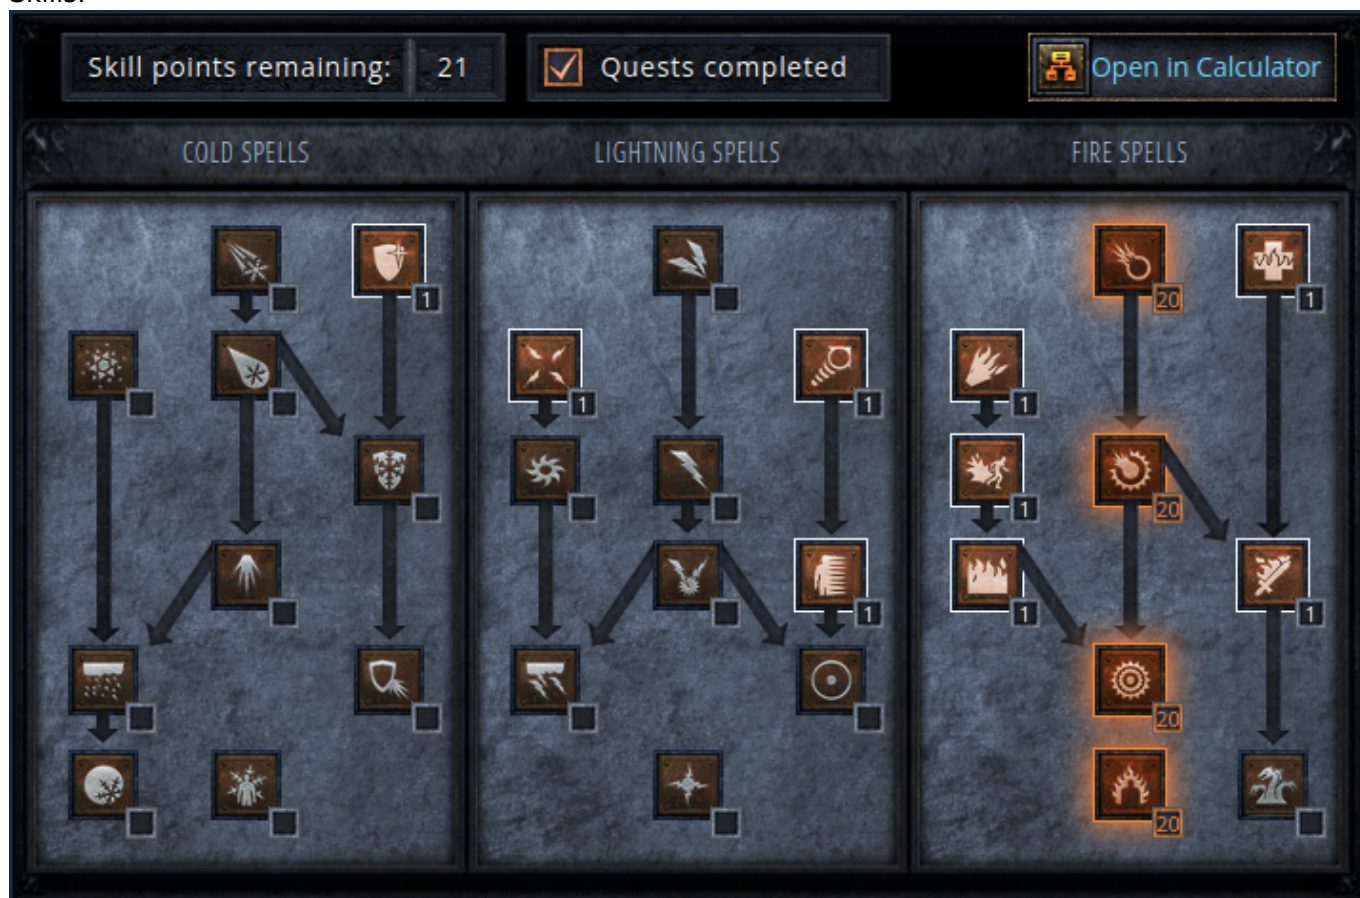 Skills:
Skill points remaining: 21
Quests completed
Open in Calculator
COLD SPELLS
LIGHTNING SPELLS
FIRE SPELLS
20
1
1
1
1
1
1
20
1
1
1
1
20
20